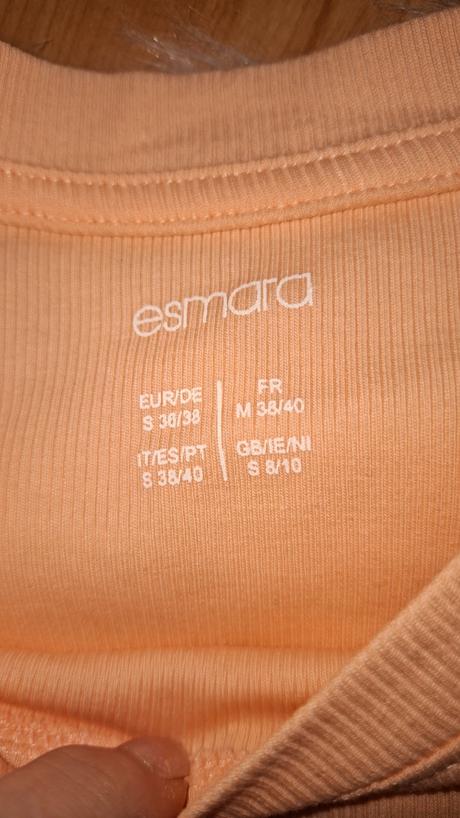 esmara
EUR/DE
S 36/38
FR
M 38/40
IT/ES/PT
S 38/40
GB/IE/NI
S 8/10